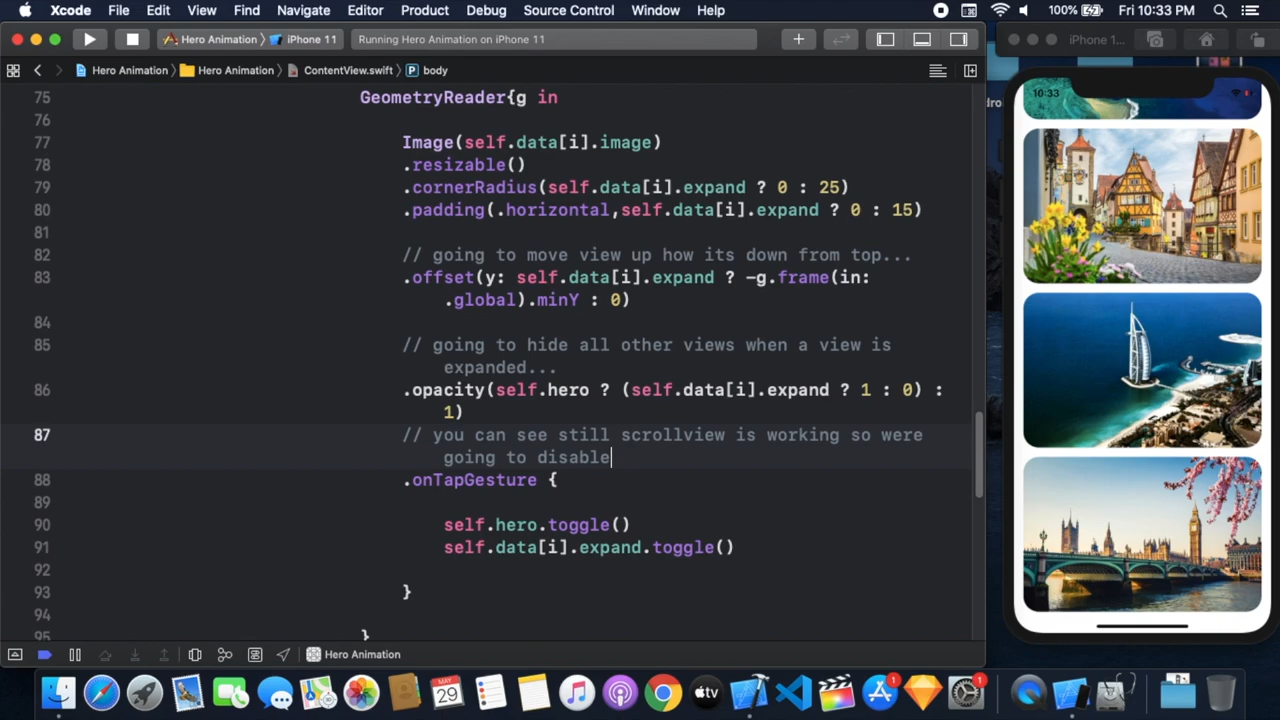 Xcode File Edit View Find Navigate Editor Product Debug Source Control Window Help 100% Fri 10:33 PM
Hero Animation iPhone 11 Running Hero Animation on iPhone 11 iPhone 1...
Hero Animation Hero Animation ContentView.swift P body
75 GeometryReader{g in
76
77 Image(self.data[i].image)
78 .resizable()
79 .cornerRadius(self.data[i].expand ? 0 : 25)
80 .padding(.horizontal,self.data[i].expand ? 0 : 15)
81
82 // going to move view up how its down from top...
83 .offset(y: self.data[i].expand ? -g.frame(in:
.global).minY : 0)
84
85 // going to hide all other views when a view is
expanded...
86 .opacity(self.hero ? (self.data[i].expand ? 1 : 0) :
1)
87 // you can see still scrollview is working so were
going to disable
88 .onTapGesture {
89
90 self.hero.toggle()
91 self.data[i].expand.toggle()
92
93 }
94
95 }
Hero Animation
10:33
MAY
29
tv
1
1